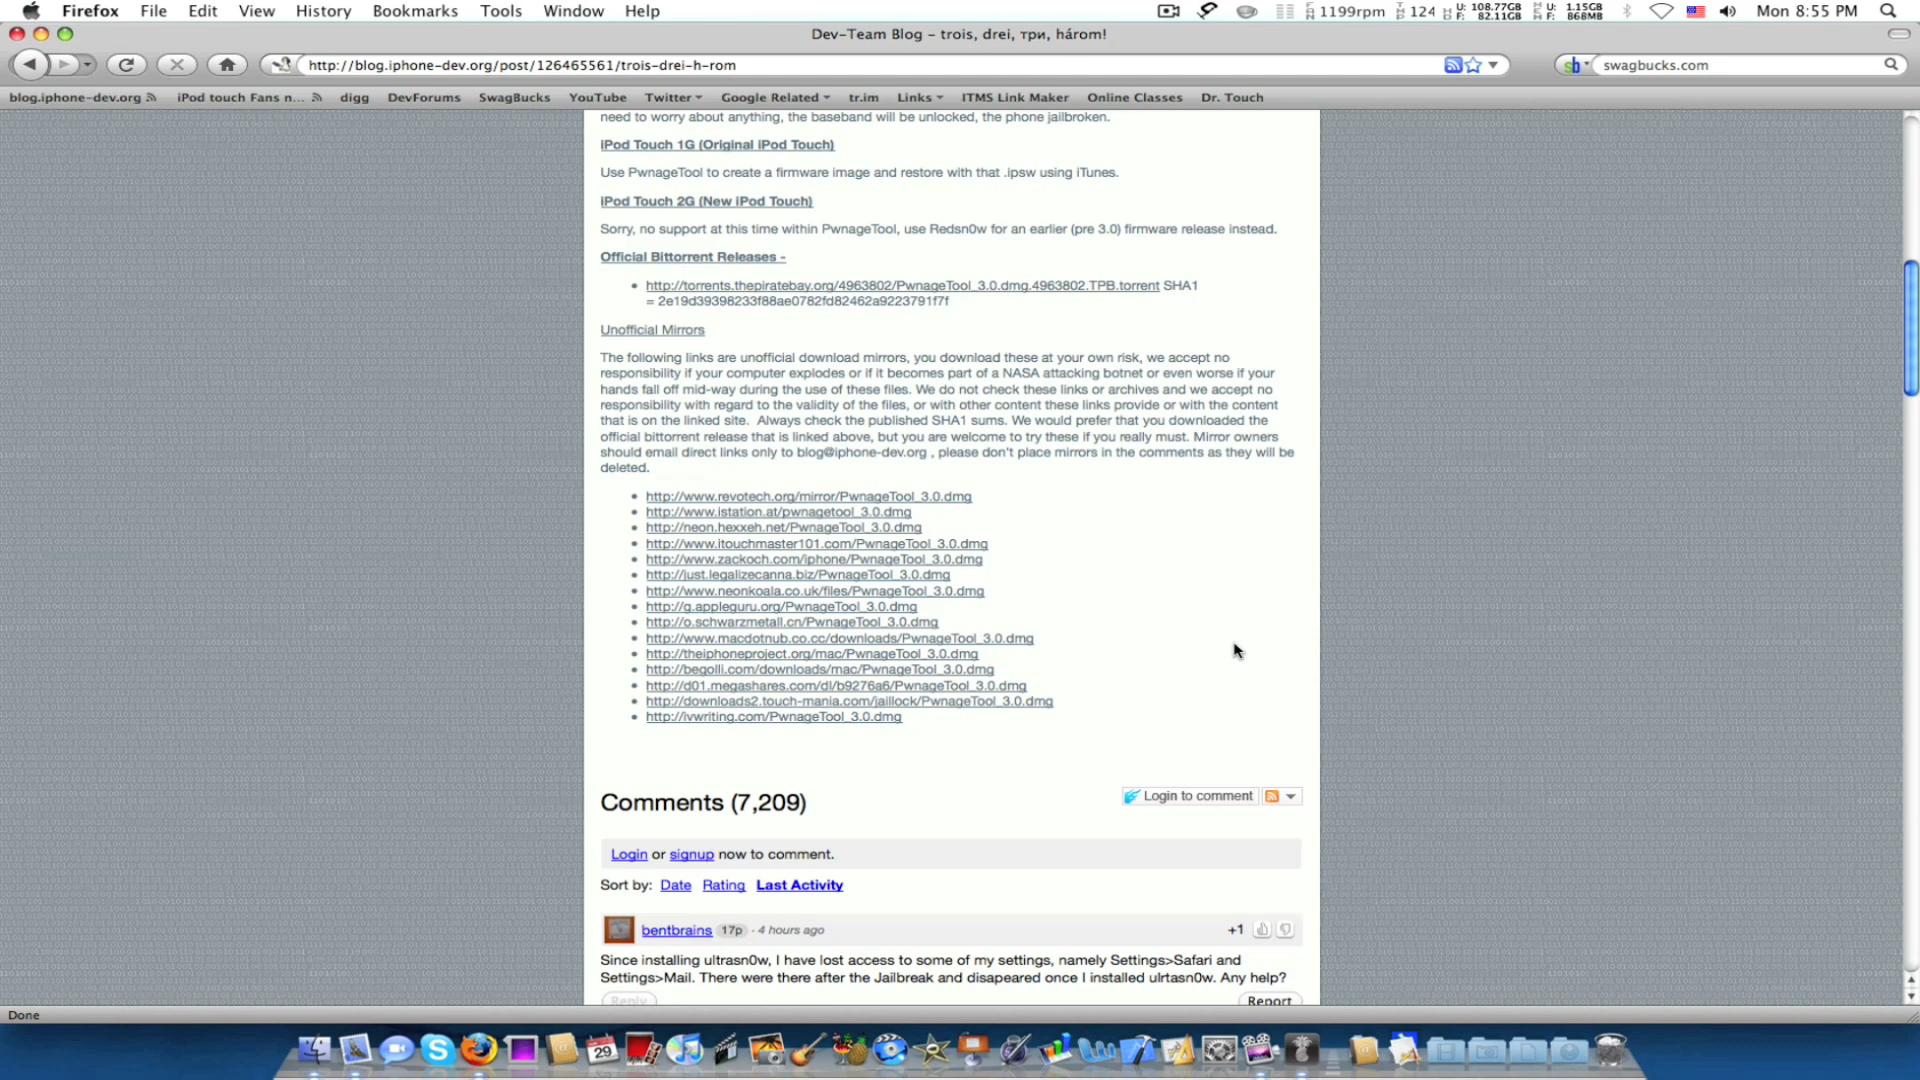 Firefox File Edit View History Bookmarks Tools Window Help 1199rpm 124 U: 108.77GB F: 82.11GB U: 1.15GB F: 868MB Mon 8:55 PM
Dev-Team Blog – trois, drei, три, három!
http://blog.iphone-dev.org/post/126465561/trois-drei-h-rom swagbucks.com
blog.iphone-dev.org iPod touch Fans n... digg DevForums SwagBucks YouTube Twitter Google Related tr.im Links ITMS Link Maker Online Classes Dr. Touch
need to worry about anything, the baseband will be unlocked, the phone jailbroken.
iPod Touch 1G (Original iPod Touch)
Use PwnageTool to create a firmware image and restore with that .ipsw using iTunes.
iPod Touch 2G (New iPod Touch)
Sorry, no support at this time within PwnageTool, use Redsn0w for an earlier (pre 3.0) firmware release instead.
Official Bittorrent Releases -
http://torrents.thepiratebay.org/4963802/PwnageTool_3.0.dmg.4963802.TPB.torrent SHA1
= 2e19d39398233f88ae0782fd82462a9223791f7f
Unofficial Mirrors
The following links are unofficial download mirrors, you download these at your own risk, we accept no
responsibility if your computer explodes or if it becomes part of a NASA attacking botnet or even worse if your
hands fall off mid-way during the use of these files. We do not check these links or archives and we accept no
responsibility with regard to the validity of the files, or with other content these links provide or with the content
that is on the linked site. Always check the published SHA1 sums. We would prefer that you downloaded the
official bittorrent release that is linked above, but you are welcome to try these if you really must. Mirror owners
should email direct links only to blog@iphone-dev.org , please don't place mirrors in the comments as they will be
deleted.
http://www.revotech.org/mirror/PwnageTool_3.0.dmg
http://www.istation.at/pwnagetool_3.0.dmg
http://neon.hexxeh.net/PwnageTool_3.0.dmg
http://www.itouchmaster101.com/PwnageTool_3.0.dmg
http://www.zackoch.com/iphone/PwnageTool_3.0.dmg
http://just.legalizecanna.biz/PwnageTool_3.0.dmg
http://www.neonkoala.co.uk/files/PwnageTool_3.0.dmg
http://g.appleguru.org/PwnageTool_3.0.dmg
http://o.schwarzmetall.cn/PwnageTool_3.0.dmg
http://www.macdotnub.co.cc/downloads/PwnageTool_3.0.dmg
http://theiphoneproject.org/mac/PwnageTool_3.0.dmg
http://begolli.com/downloads/mac/PwnageTool_3.0.dmg
http://d01.megashares.com/dl/b9276a6/PwnageTool_3.0.dmg
http://downloads2.touch-mania.com/jaillock/PwnageTool_3.0.dmg
http://ivwriting.com/PwnageTool_3.0.dmg
Comments (7,209) Login to comment
Login or signup now to comment.
Sort by: Date Rating Last Activity
bentbrains 17p · 4 hours ago +1
Since installing ultrasn0w, I have lost access to some of my settings, namely Settings>Safari and
Settings>Mail. There were there after the Jailbreak and disapeared once I installed ulrtasn0w. Any help?
Reply Report
Done
29